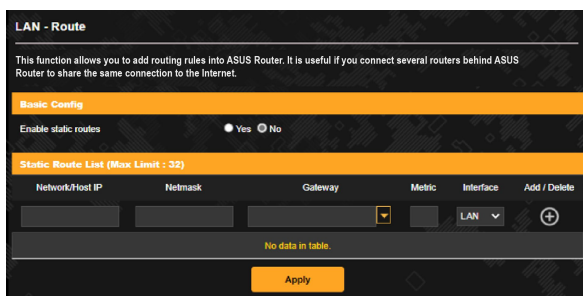 LAN - Route
This function allows you to add routing rules into ASUS Router. It is useful if you connect several routers behind ASUS
Router to share the same connection to the Internet.
Basic Config
Enable static routes Yes No
Static Route List (Max Limit : 32)
Network/Host IP Netmask Gateway Metric Interface Add / Delete
LAN
No data in table.
Apply